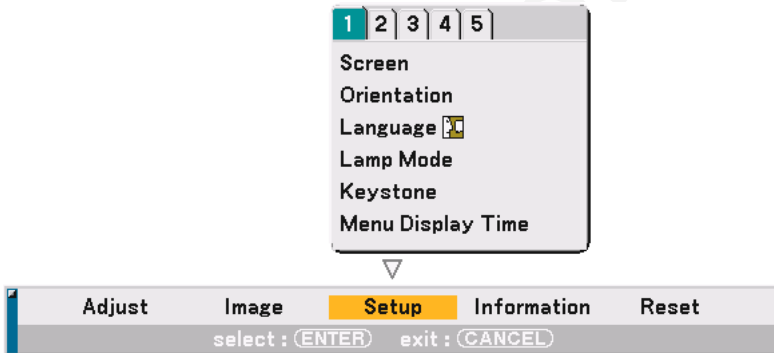 1 2 3 4 5
Screen
Orientation
Language
Lamp Mode
Keystone
Menu Display Time
Adjust Image Setup Information Reset
select : ENTER exit : CANCEL